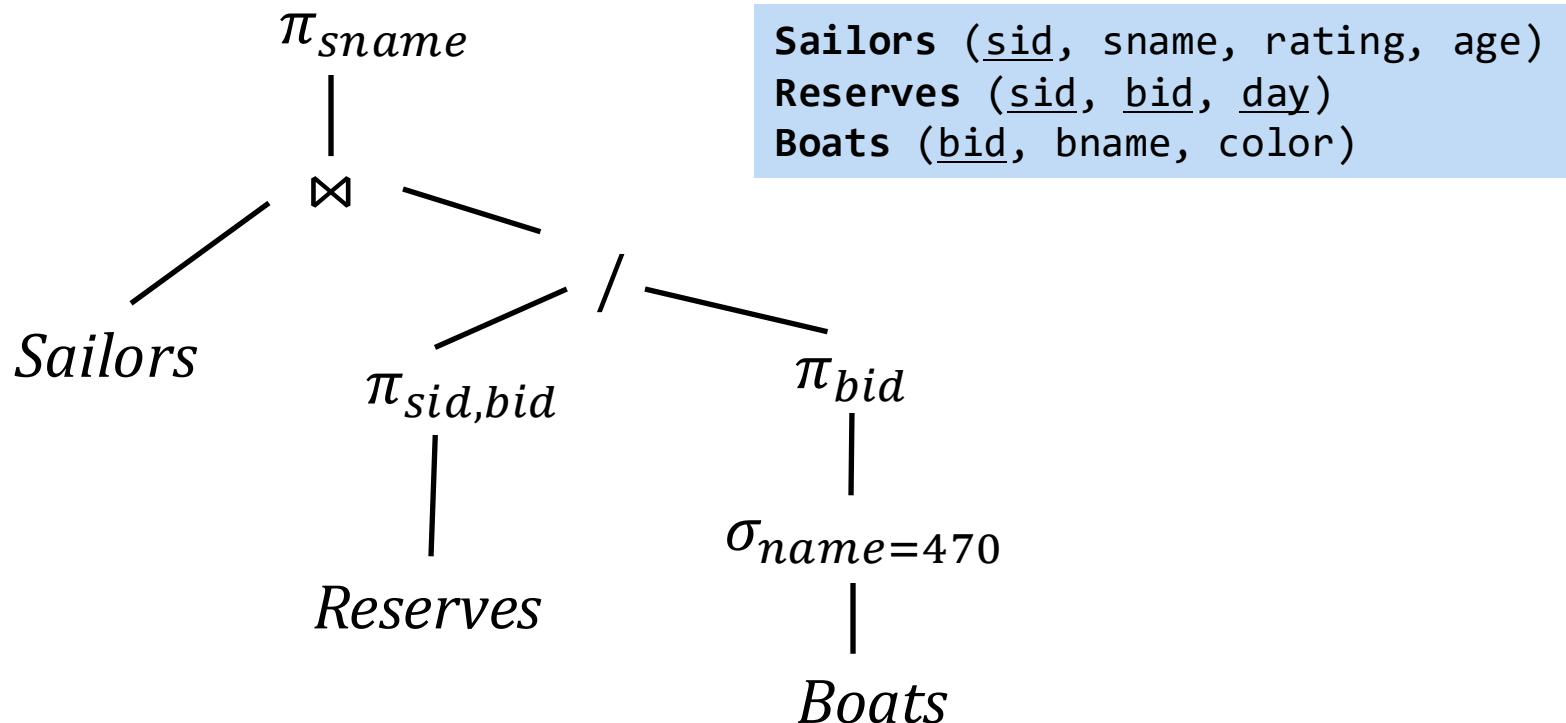 π_sname
Sailors (sid, sname, rating, age)
Reserves (sid, bid, day)
Boats (bid, bname, color)
⋈
/
Sailors
π_sid,bid
π_bid
σ_name=470
Reserves
Boats